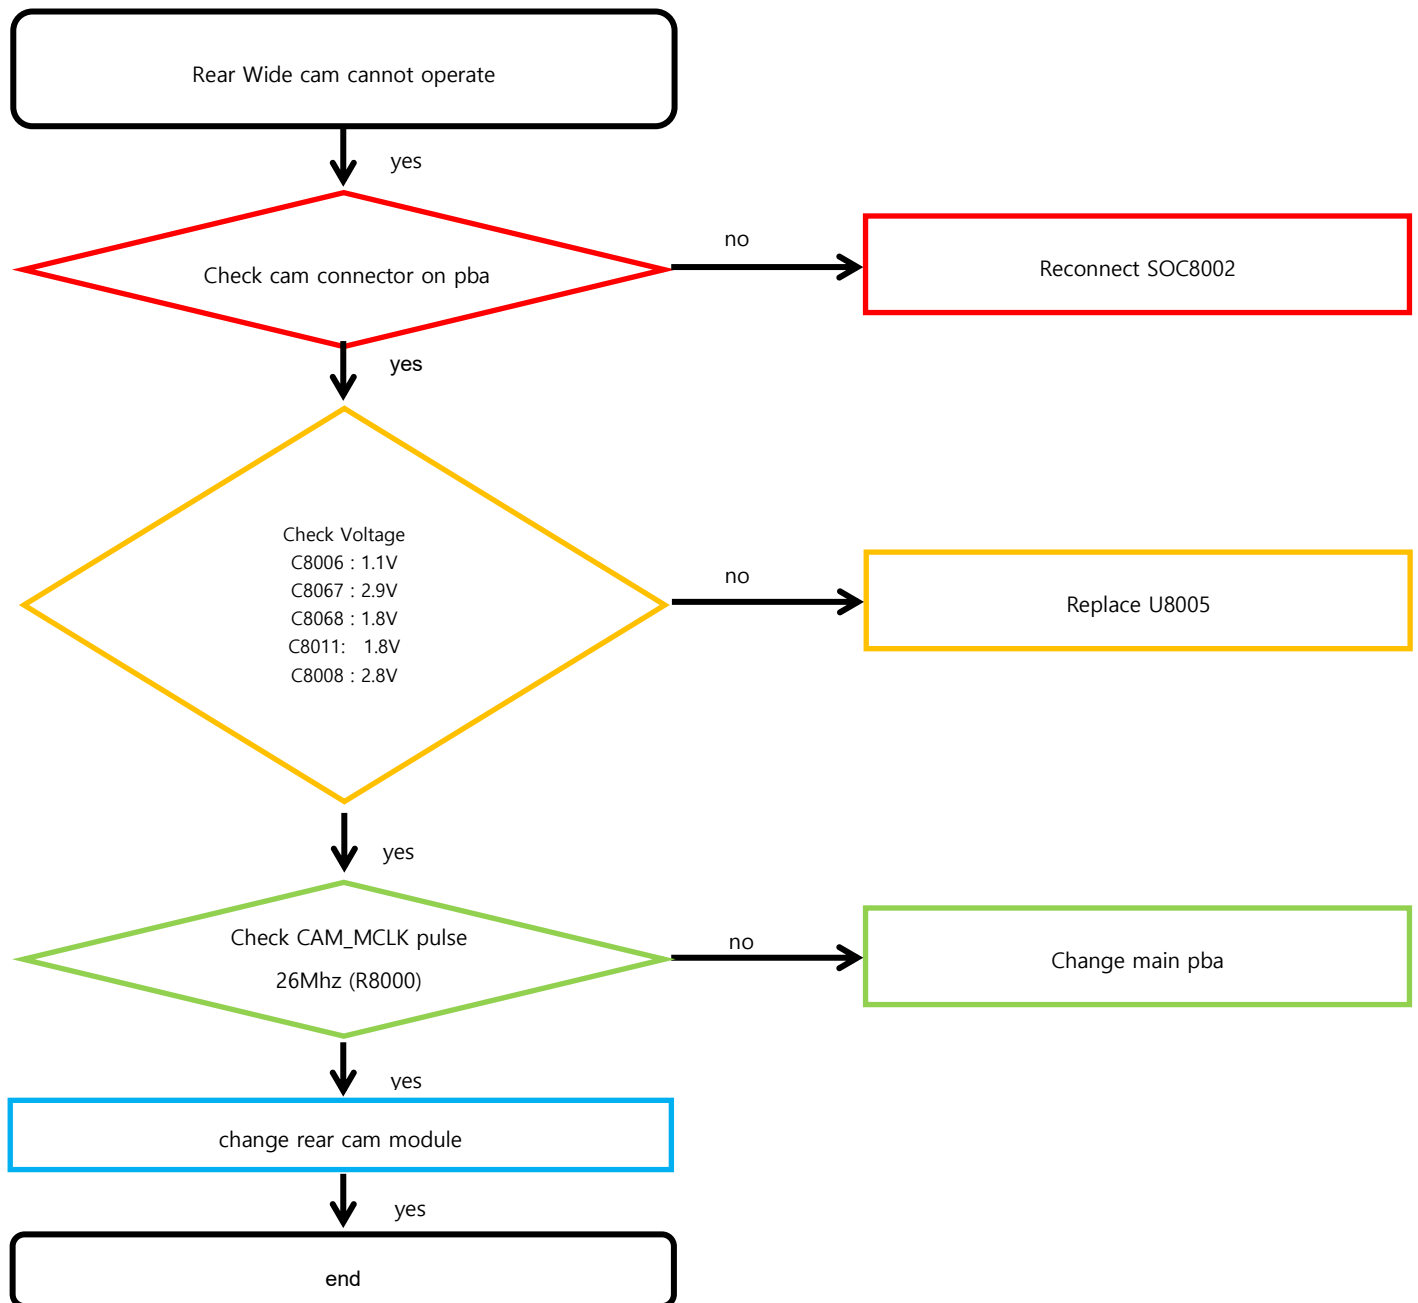 Rear Wide cam cannot operate
yes
Check cam connector on pba
no
Reconnect SOC8002
yes
Check Voltage
C8006 : 1.1V
C8067 : 2.9V
C8068 : 1.8V
C8011: 1.8V
C8008 : 2.8V
no
Replace U8005
yes
Check CAM_MCLK pulse
26Mhz (R8000)
no
Change main pba
yes
change rear cam module
yes
end